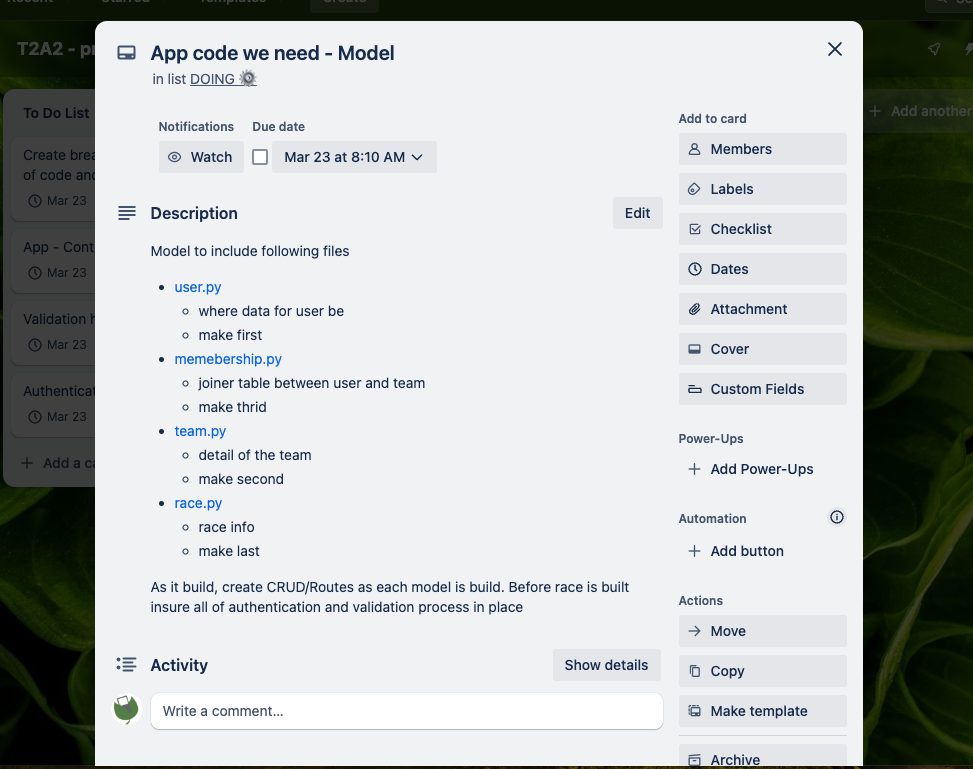 Recent Starred Templates Create
T2A2 - pr
App code we need - Model
in list DOING
To Do List
Add another
Create brea
of code and
Mar 23
App - Cont
Mar 23
Validation h
Mar 23
Authenticat
Mar 23
Add a ca
Notifications
Due date
Watch
Mar 23 at 8:10 AM
Description
Edit
Model to include following files
user.py
where data for user be
make first
memebership.py
joiner table between user and team
make thrid
team.py
detail of the team
make second
race.py
race info
make last
As it build, create CRUD/Routes as each model is build. Before race is built
insure all of authentication and validation process in place
Activity
Show details
Write a comment...
Add to card
Members
Labels
Checklist
Dates
Attachment
Cover
Custom Fields
Power-Ups
Add Power-Ups
Automation
Add button
Actions
Move
Copy
Make template
Archive